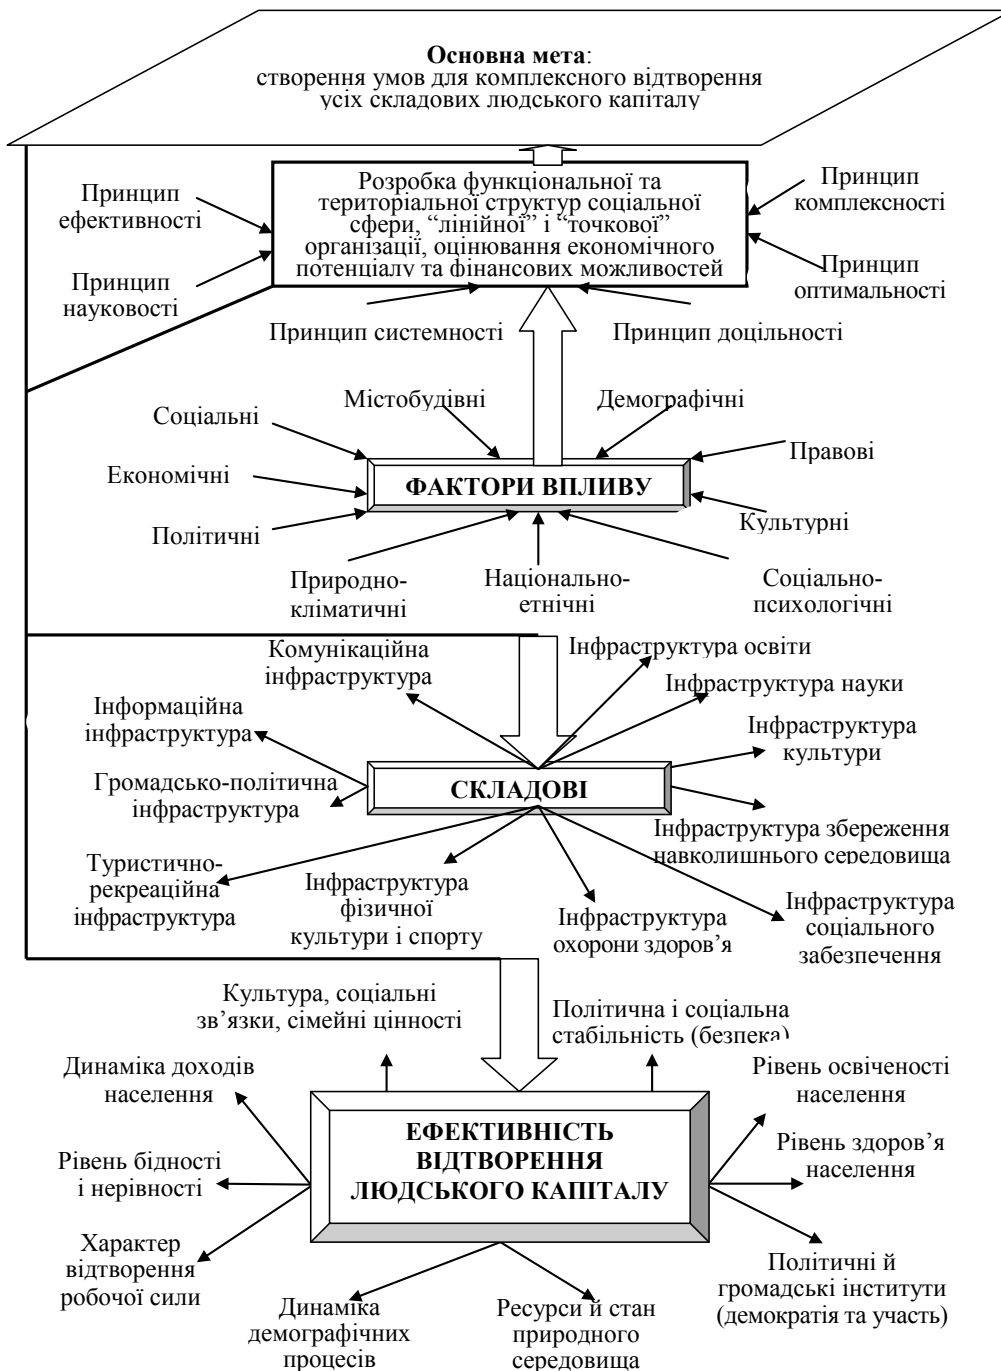 Основна мета:
створення умов для комплексного відтворення
усіх складових людського капіталу
Принцип
ефективності
Принцип
науковості
Розробка функціональної та
територіальної структур соціальної
сфери, “лінійної” і “точкової”
організації, оцінювання економічного
потенціалу та фінансових можливостей
Принцип
комплексності
Принцип
оптимальності
Принцип системності
Принцип доцільності
Соціальні
Містобудівні
Демографічні
Правові
Економічні
ФАКТОРИ ВПЛИВУ
Політичні
Культурні
Природно-
кліматичні
Національно-
етнічні
Соціально-
психологічні
Комунікаційна
інфраструктура
Інфраструктура освіти
Інфраструктура науки
Інформаційна
інфраструктура
Інфраструктура
культури
Громадсько-політична
інфраструктура
СКЛАДОВІ
Інфраструктура збереження
навколишнього середовища
Туристично-
рекреаційна
інфраструктура
Інфраструктура
фізичної
культури і спорту
Інфраструктура
охорони здоров’я
Інфраструктура
соціального
забезпечення
Культура, соціальні
зв’язки, сімейні цінності
Політична і соціальна
стабільність (безпека)
Динаміка доходів
населення
Рівень освіченості
населення
ЕФЕКТИВНІСТЬ
ВІДТВОРЕННЯ
ЛЮДСЬКОГО КАПІТАЛУ
Рівень бідності
і нерівності
Рівень здоров’я
населення
Характер
відтворення
робочої сили
Політичні й
громадські інститути
(демократія та участь)
Динаміка
демографічних
процесів
Ресурси й стан
природного
середовища